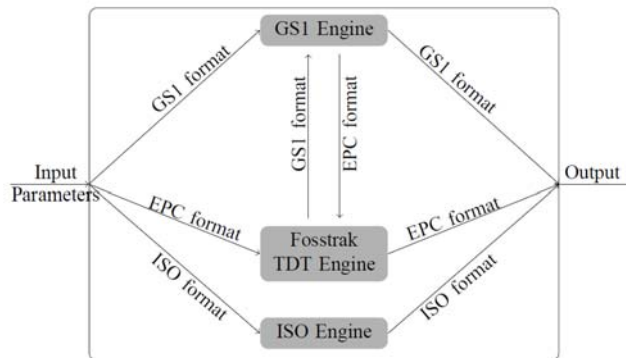 GS1 Engine
GS1 format
GS1 format
GS1 format
EPC format
Input
Parameters
Output
EPC format
Fosstrak
TDT Engine
EPC format
ISO format
ISO format
ISO Engine